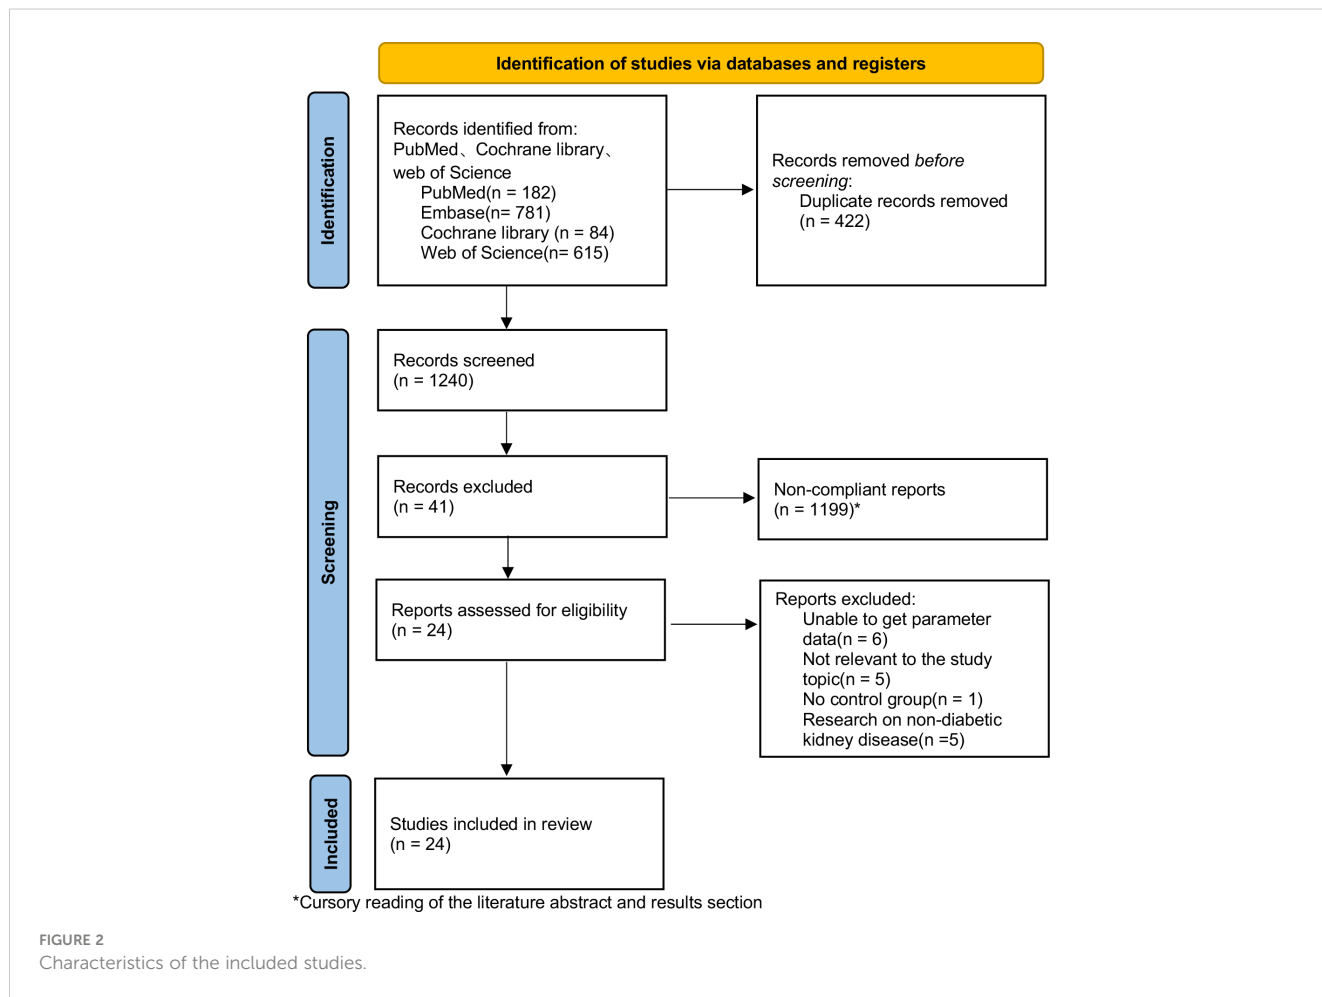 Identification of studies via databases and registers
Identification
Records identified from:
PubMed、Cochrane library、
web of Science
PubMed(n = 182)
Embase(n= 781)
Cochrane library (n = 84)
Web of Science(n= 615)
Records removed before
screening:
Duplicate records removed
(n = 422)
Screening
Records screened
(n = 1240)
Records excluded
(n = 41)
Non-compliant reports
(n = 1199)*
Reports assessed for eligibility
(n = 24)
Reports excluded:
Unable to get parameter
data(n = 6)
Not relevant to the study
topic(n = 5)
No control group(n = 1)
Research on non-diabetic
kidney disease(n =5)
Included
Studies included in review
(n = 24)
*Cursory reading of the literature abstract and results section
FIGURE 2
Characteristics of the included studies.